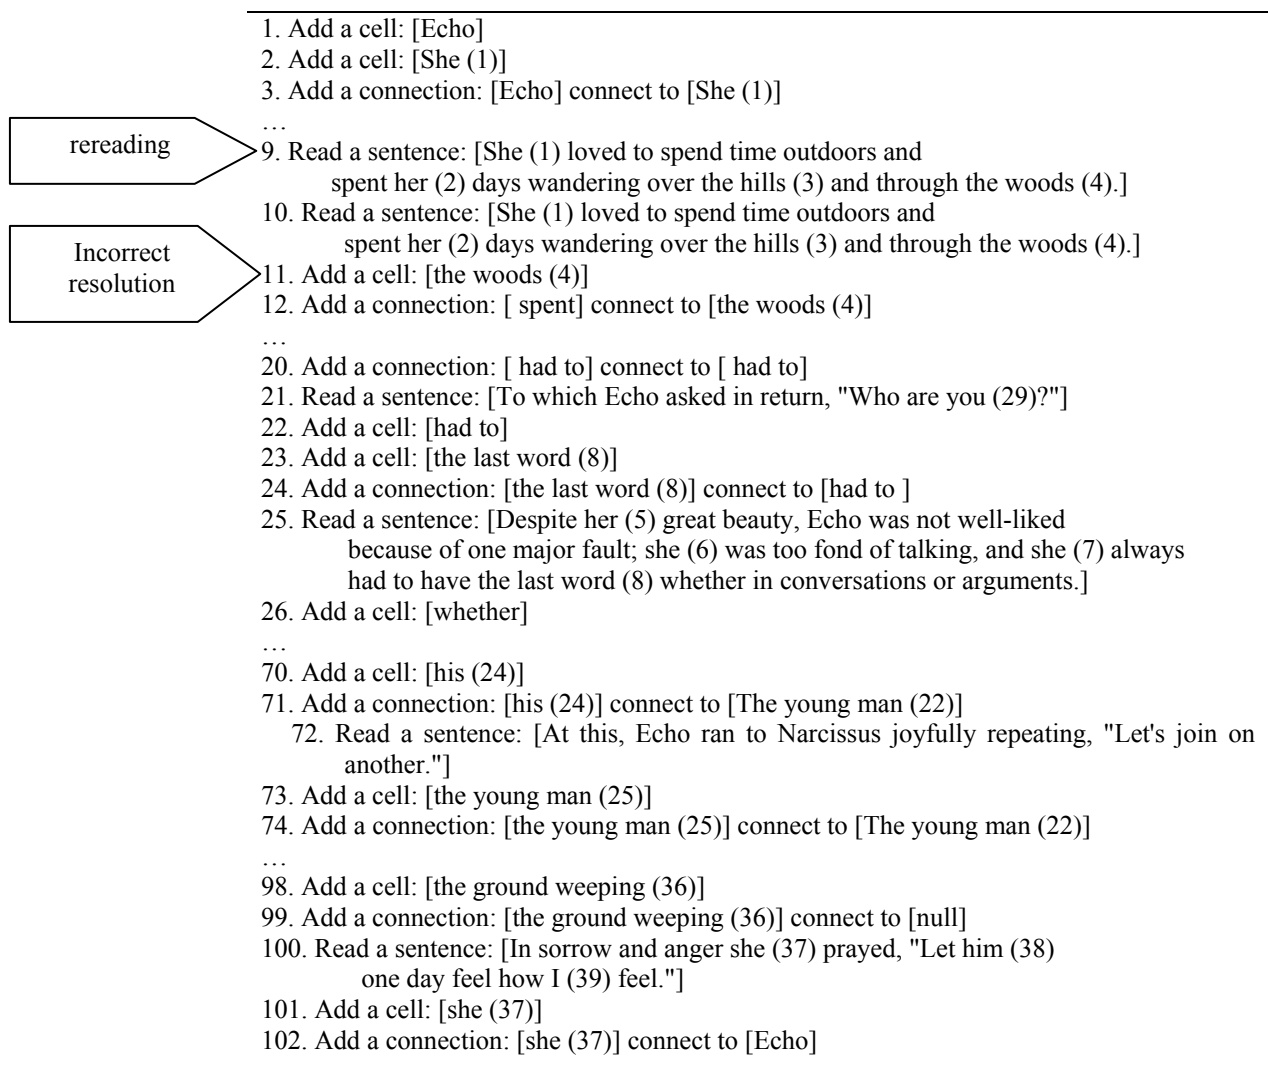 1. Add a cell: [Echo]
2. Add a cell: [She (1)]
3. Add a connection: [Echo] connect to [She (1)]
…
rereading
9. Read a sentence: [She (1) loved to spend time outdoors and
spent her (2) days wandering over the hills (3) and through the woods (4).]
10. Read a sentence: [She (1) loved to spend time outdoors and
spent her (2) days wandering over the hills (3) and through the woods (4).]
Incorrect
resolution
11. Add a cell: [the woods (4)]
12. Add a connection: [ spent] connect to [the woods (4)]
…
20. Add a connection: [ had to] connect to [ had to]
21. Read a sentence: [To which Echo asked in return, "Who are you (29)?"]
22. Add a cell: [had to]
23. Add a cell: [the last word (8)]
24. Add a connection: [the last word (8)] connect to [had to ]
25. Read a sentence: [Despite her (5) great beauty, Echo was not well-liked
because of one major fault; she (6) was too fond of talking, and she (7) always
had to have the last word (8) whether in conversations or arguments.]
26. Add a cell: [whether]
…
70. Add a cell: [his (24)]
71. Add a connection: [his (24)] connect to [The young man (22)]
72. Read a sentence: [At this, Echo ran to Narcissus joyfully repeating, "Let's join on
another."]
73. Add a cell: [the young man (25)]
74. Add a connection: [the young man (25)] connect to [The young man (22)]
…
98. Add a cell: [the ground weeping (36)]
99. Add a connection: [the ground weeping (36)] connect to [null]
100. Read a sentence: [In sorrow and anger she (37) prayed, "Let him (38)
one day feel how I (39) feel."]
101. Add a cell: [she (37)]
102. Add a connection: [she (37)] connect to [Echo]